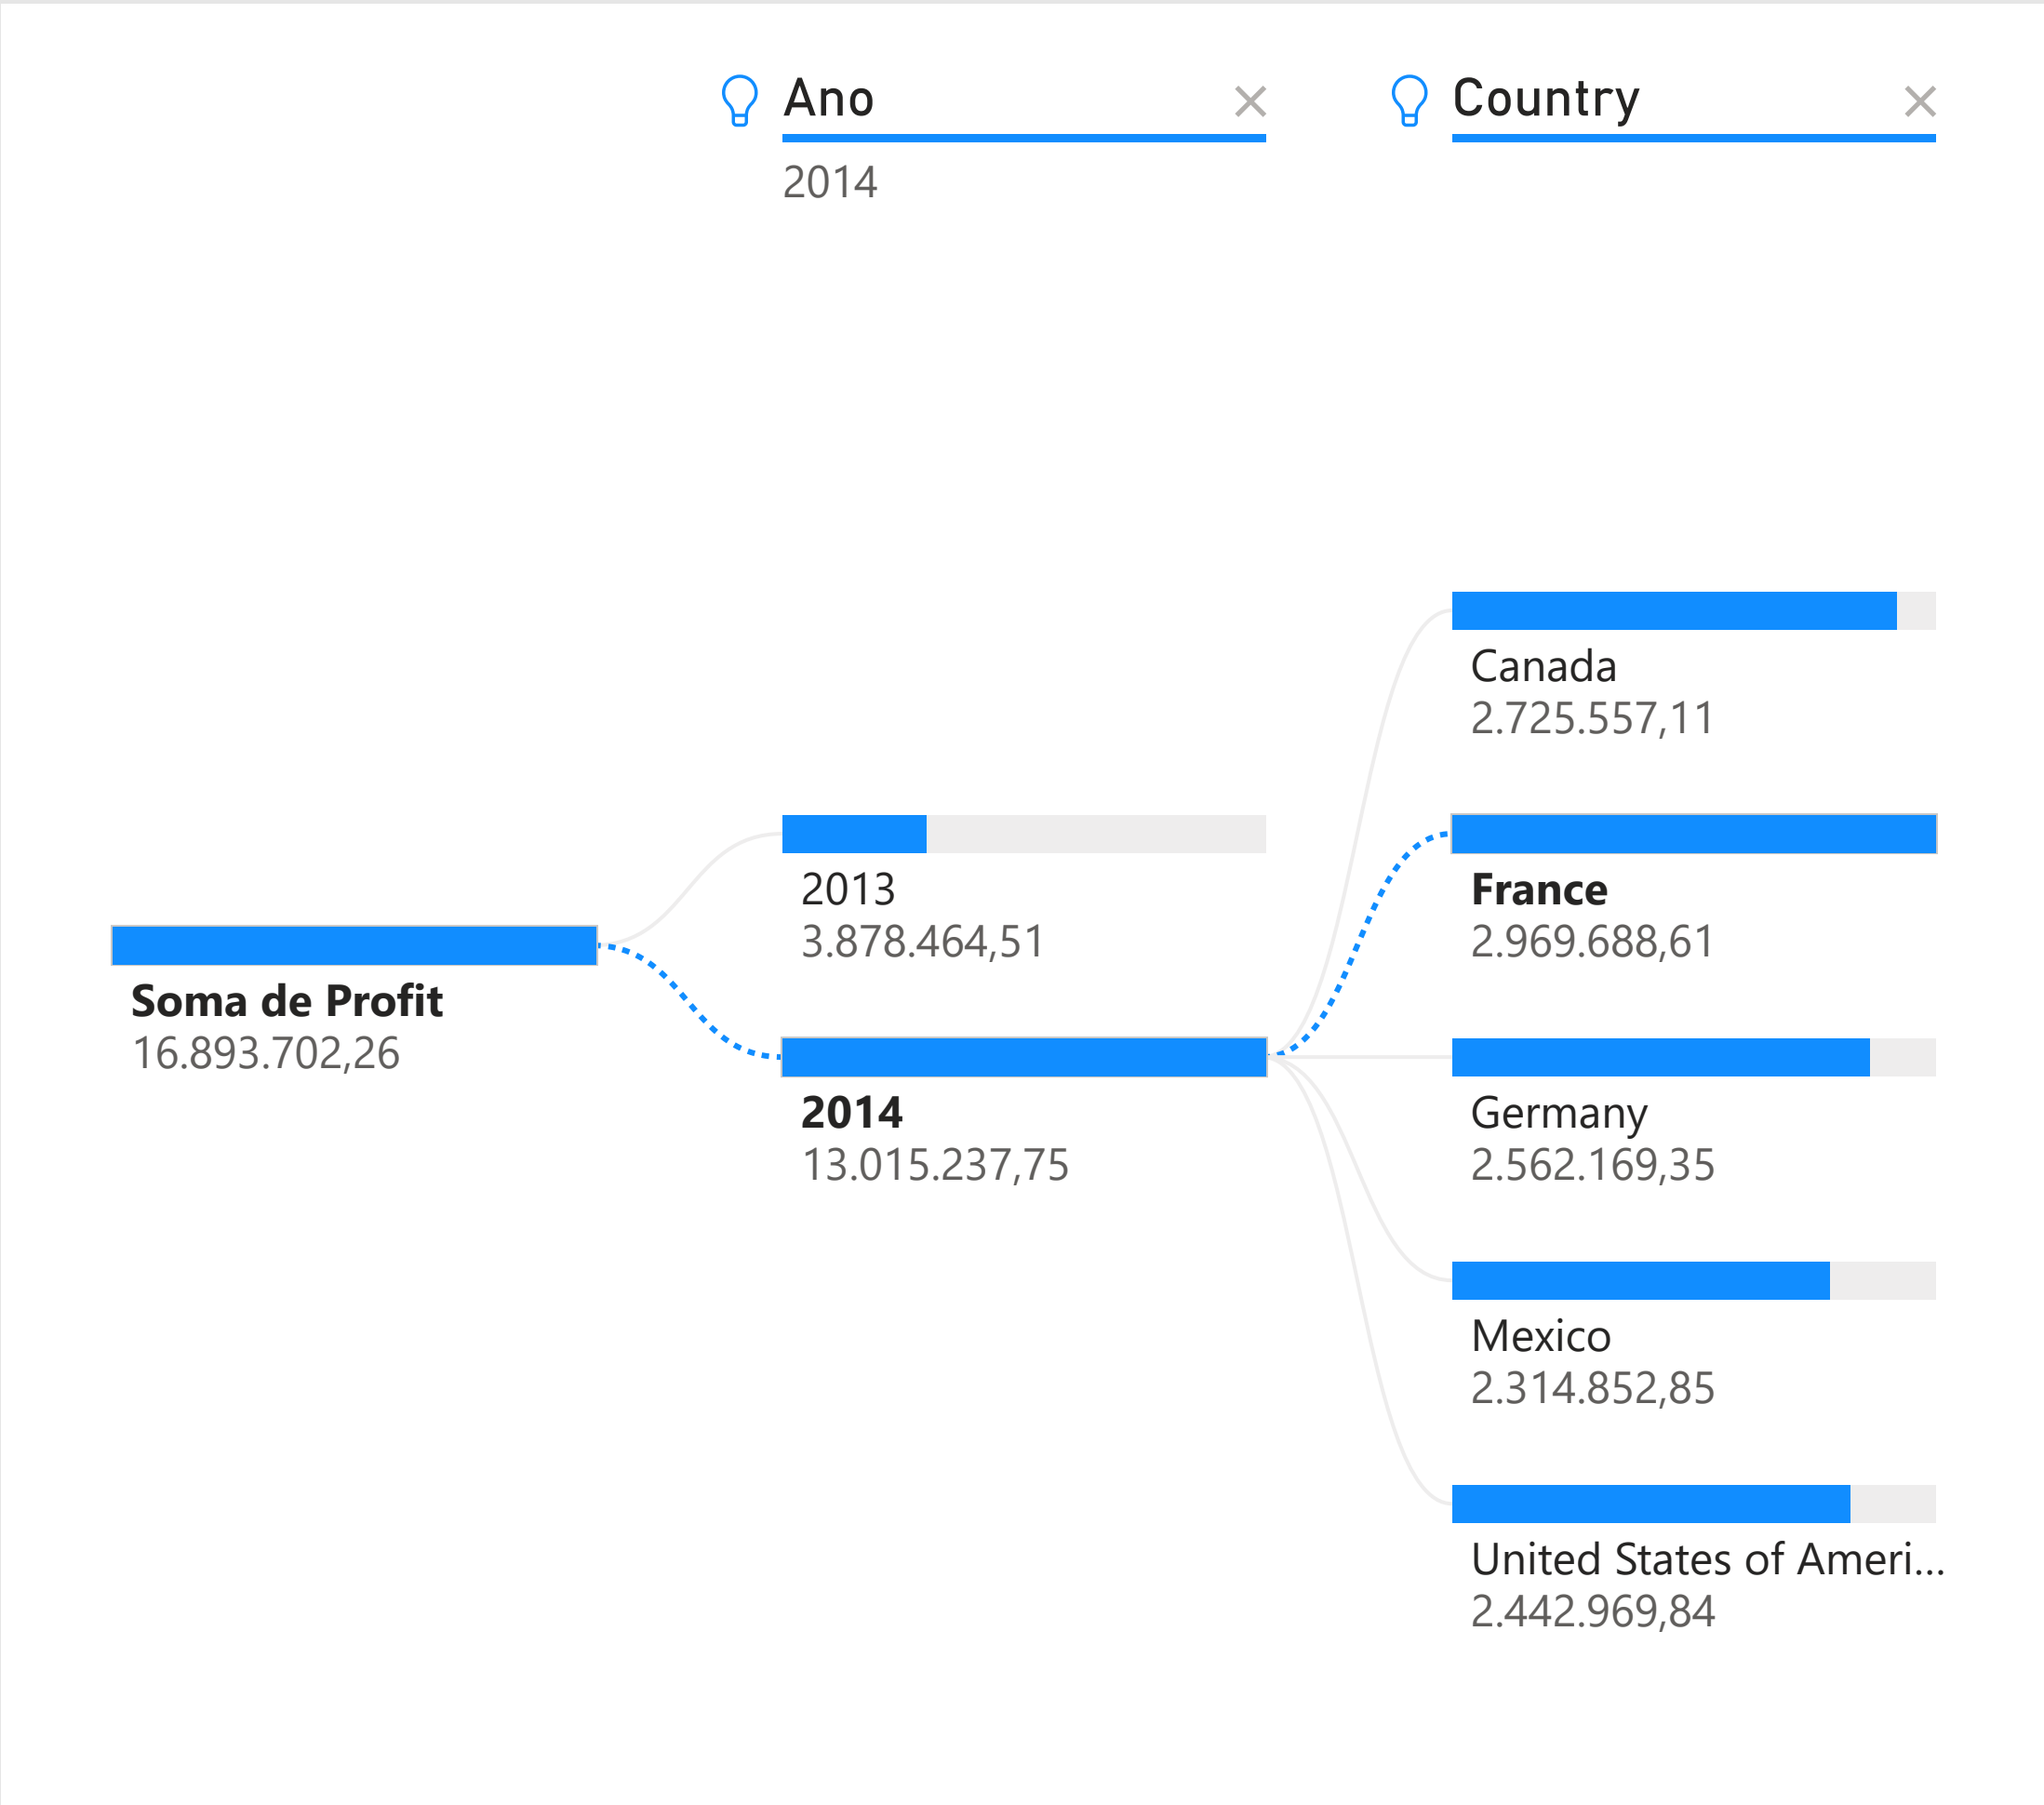 Ano
2014
Country
Soma de Profit
16.893.702,26
2013
3.878.464,51
2014
13.015.237,75
Canada
2.725.557,11
France
2.969.688,61
Germany
2.562.169,35
Mexico
2.314.852,85
United States of Ameri...
2.442.969,84